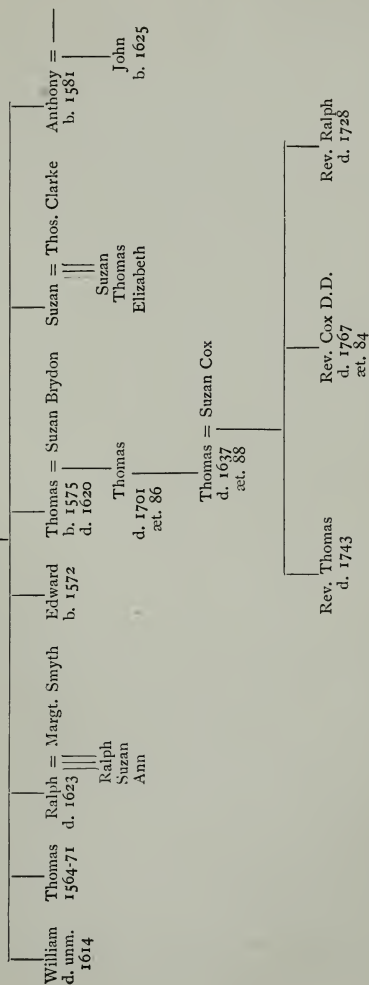 William
d. unm.
1614
Thomas
1564-71
Ralph = Margt. Smyth
d. 1623
Ralph
Suzan
Ann
Edward
b. 1572
Thomas = Suzan Brydon
b. 1575
d. 1620
Suzan = Thos. Clarke
Suzan
Thomas
Elizabeth
Anthony = —
b. 1581
John
b. 1625
Thomas
d. 1701
æt. 86
Thomas = Suzan Cox
d. 1637
æt. 88
Rev. Thomas
d. 1743
Rev. Cox D.D.
d. 1767
æt. 84
Rev. Ralph
d. 1728